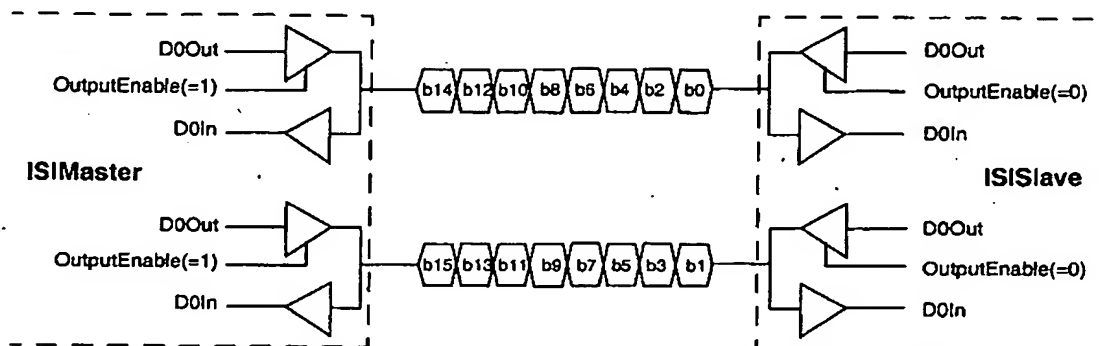 D0Out
D0Out
OutputEnable(=1)
b14 b12 b10 b8 b6 b4 b2 b0
OutputEnable(=0)
D0In
D0In
ISIMaster
ISISlave
D0Out
D0Out
OutputEnable(=1)
b15 b13 b11 b9 b7 b5 b3 b1
OutputEnable(=0)
D0In
D0In